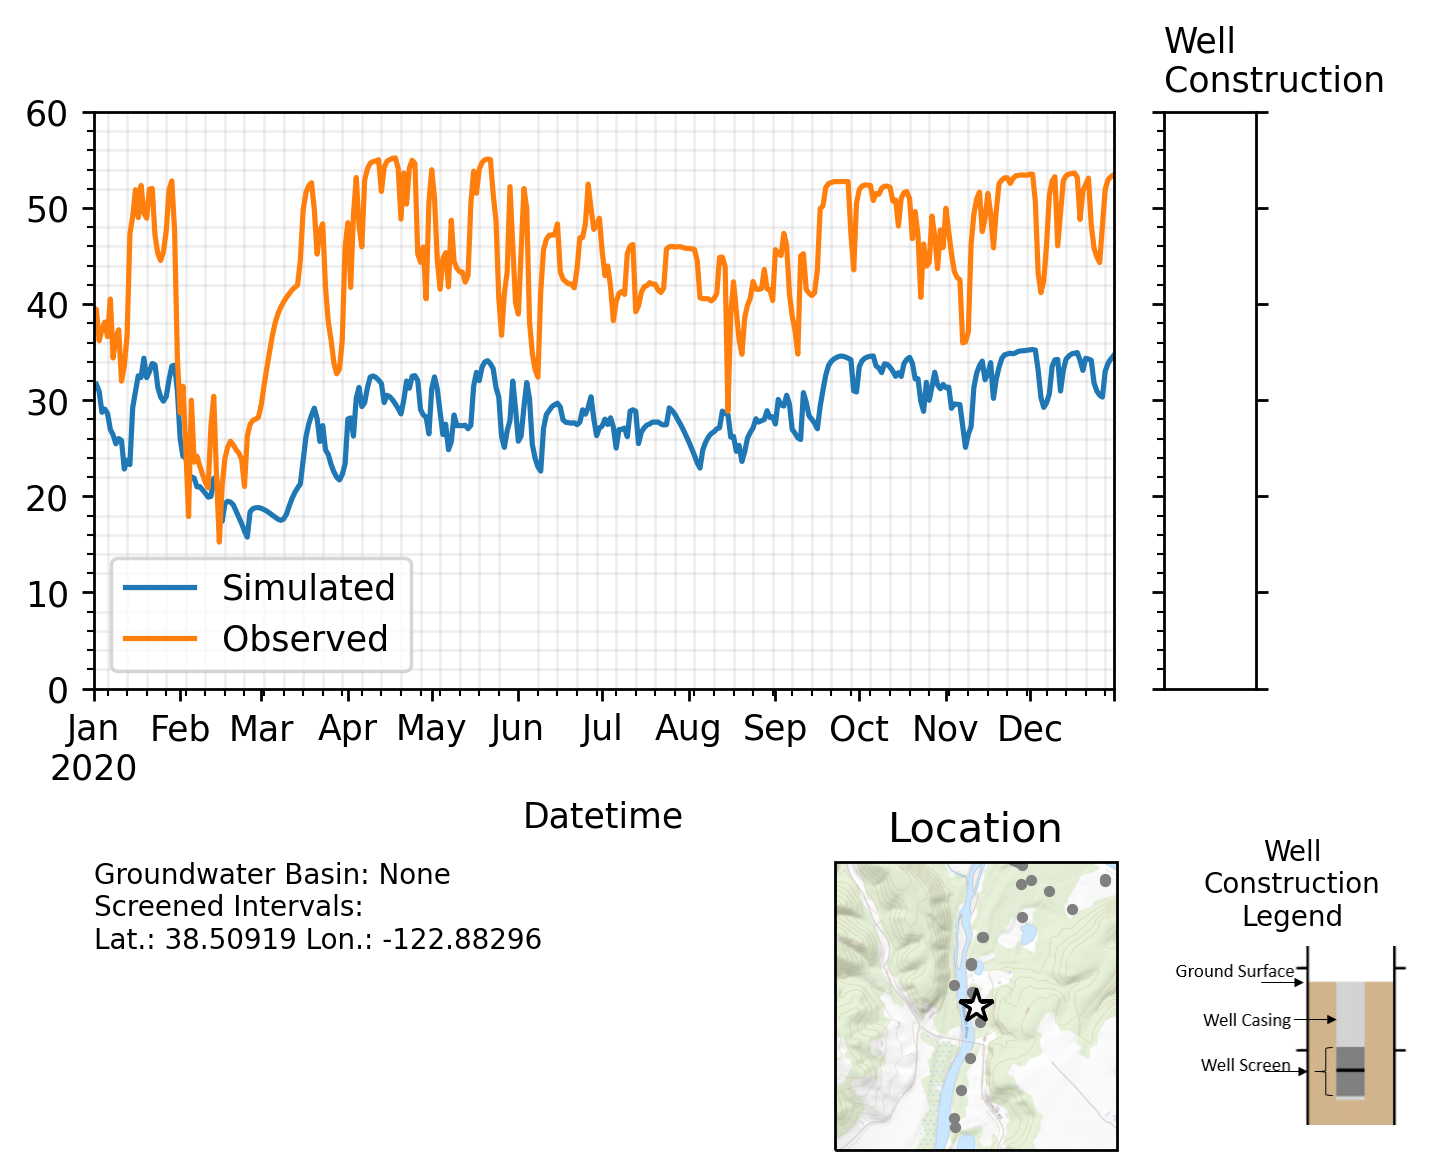 Well
Construction
60
50
40
30
20
10
0
Simulated
Observed
Jan Feb Mar Apr May Jun Jul Aug Sep Oct Nov Dec
2020
Datetime
Groundwater Basin: None
Screened Intervals:
Lat.: 38.50919 Lon.: -122.88296
Location
Well
Construction
Legend
Ground Surface
Well Casing
Well Screen